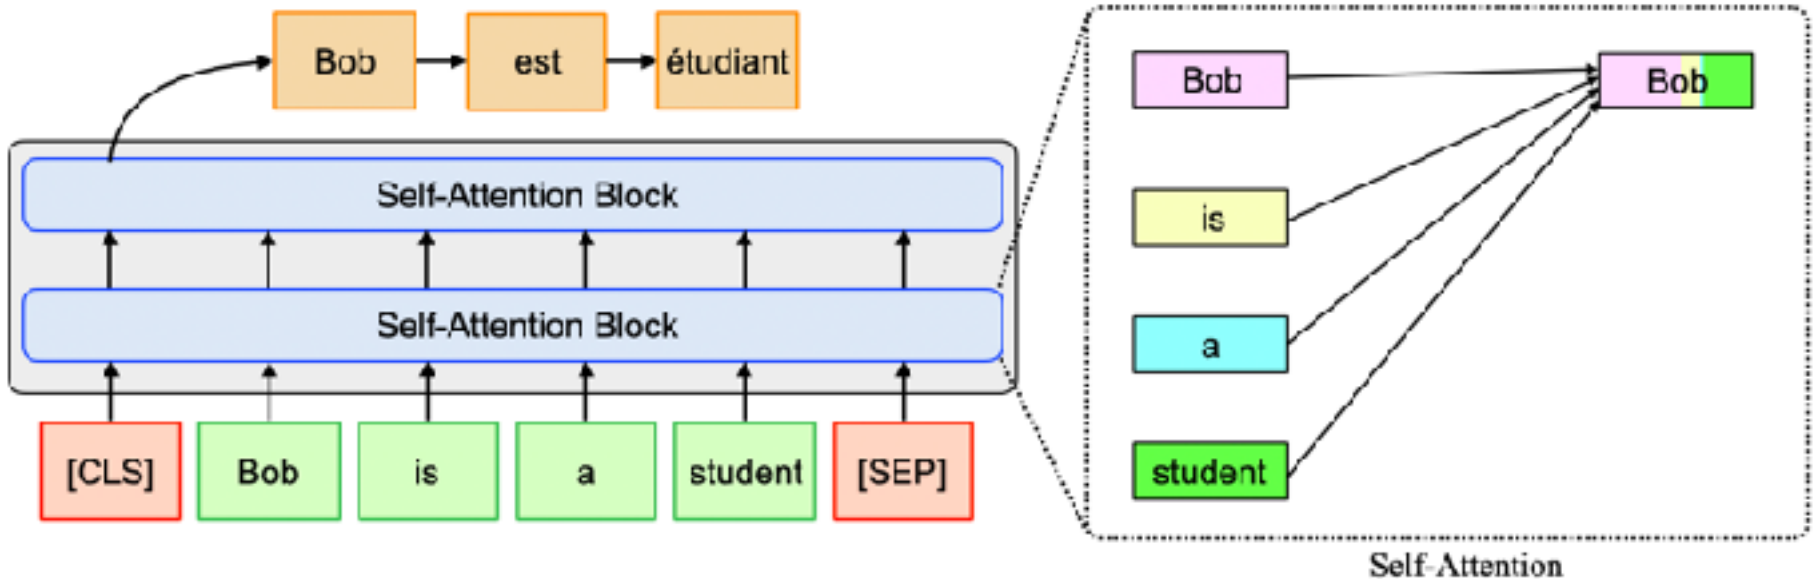 Bob est étudiant
Self-Attention Block
Self-Attention Block
[CLS] Bob is a student [SEP]
Bob Bob
is
a
student
Self-Attention